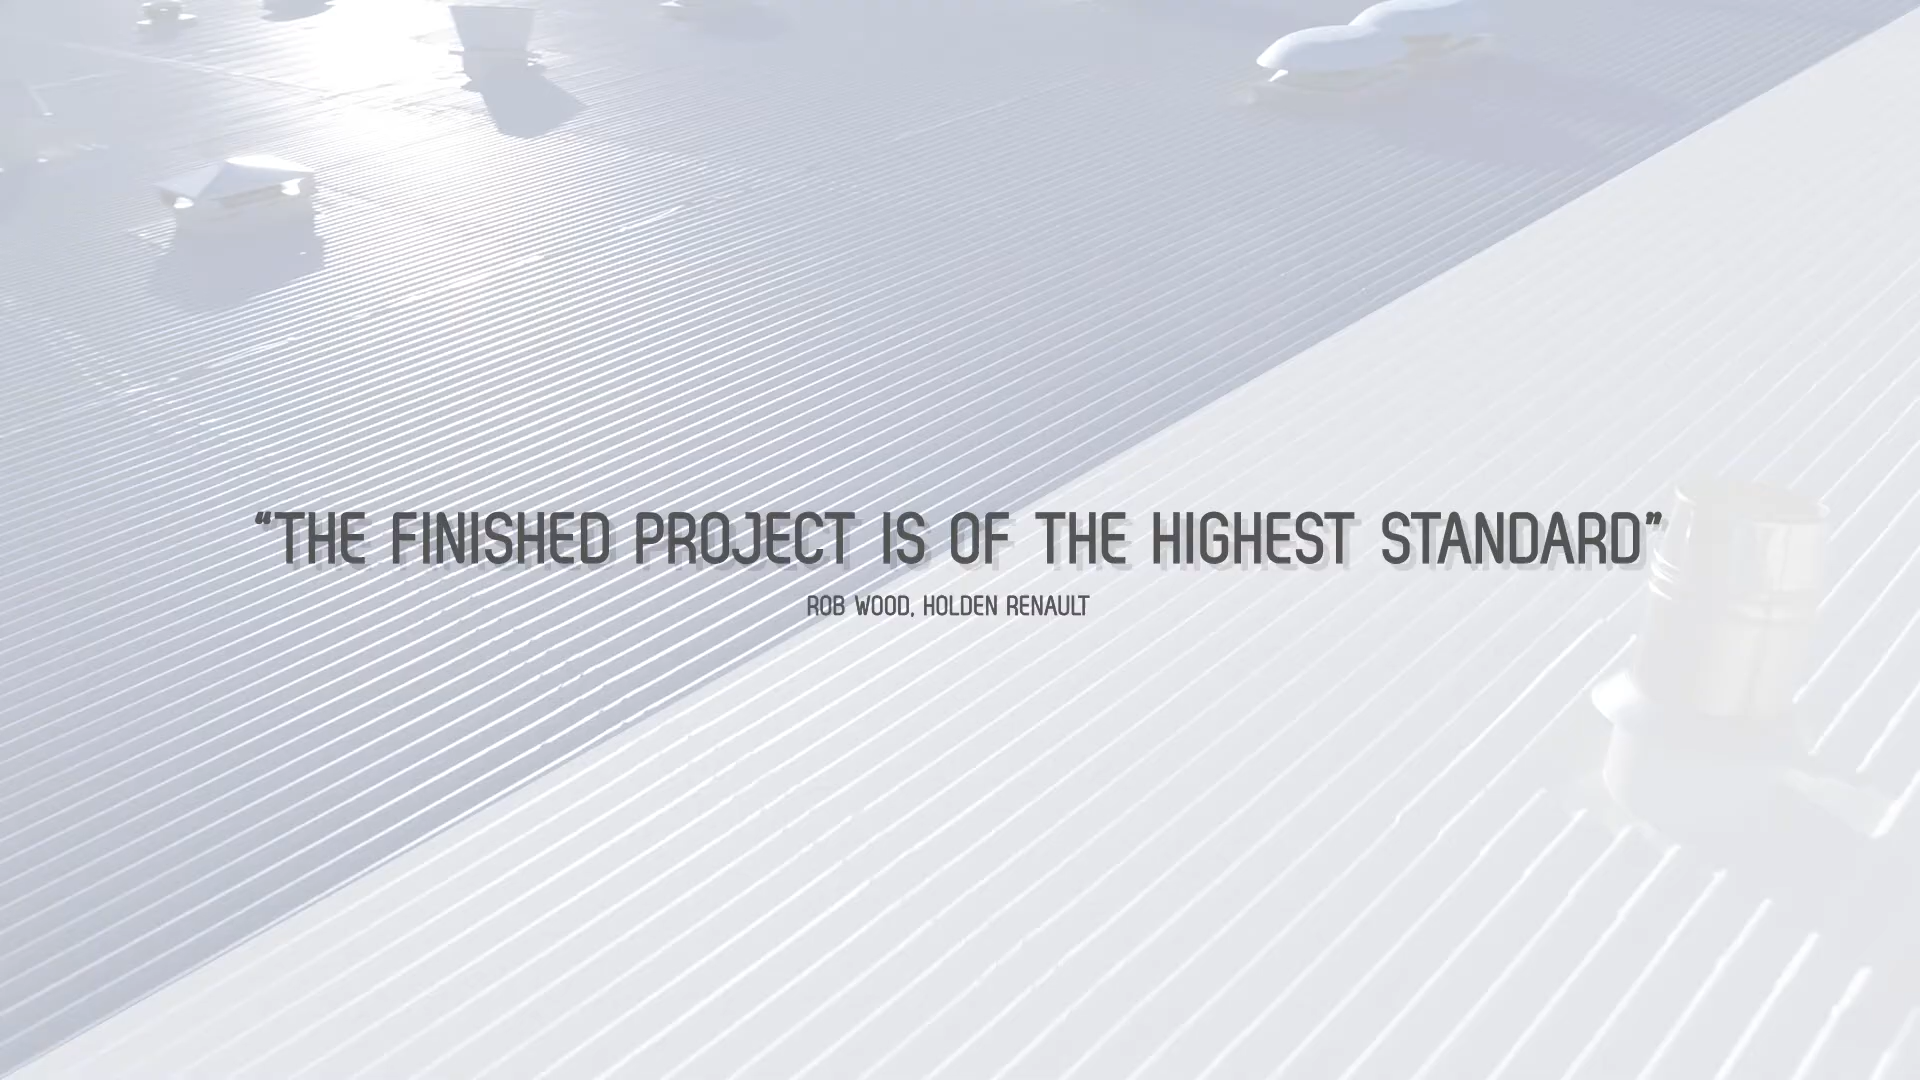 “THE FINISHED PROJECT IS OF THE HIGHEST STANDARD”
ROB WOOD, HOLDEN RENAULT